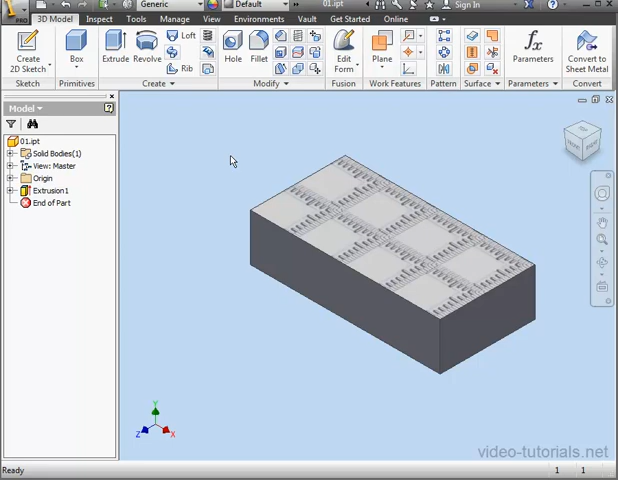 Generic
Default
01.ipt
Sign In
PRO
3D Model
Inspect
Tools
Manage
View
Environments
Vault
Get Started
Online
Create
2D Sketch
Box
Extrude
Revolve
Loft
Rib
Hole
Fillet
Edit
Form
Plane
Parameters
Convert to
Sheet Metal
Sketch
Primitives
Create
Modify
Fusion
Work Features
Pattern
Surface
Parameters
Convert
Model
01.ipt
Solid Bodies(1)
View: Master
Origin
Extrusion1
End of Part
Y
Z
X
video-tutorials.net
Ready
1
1